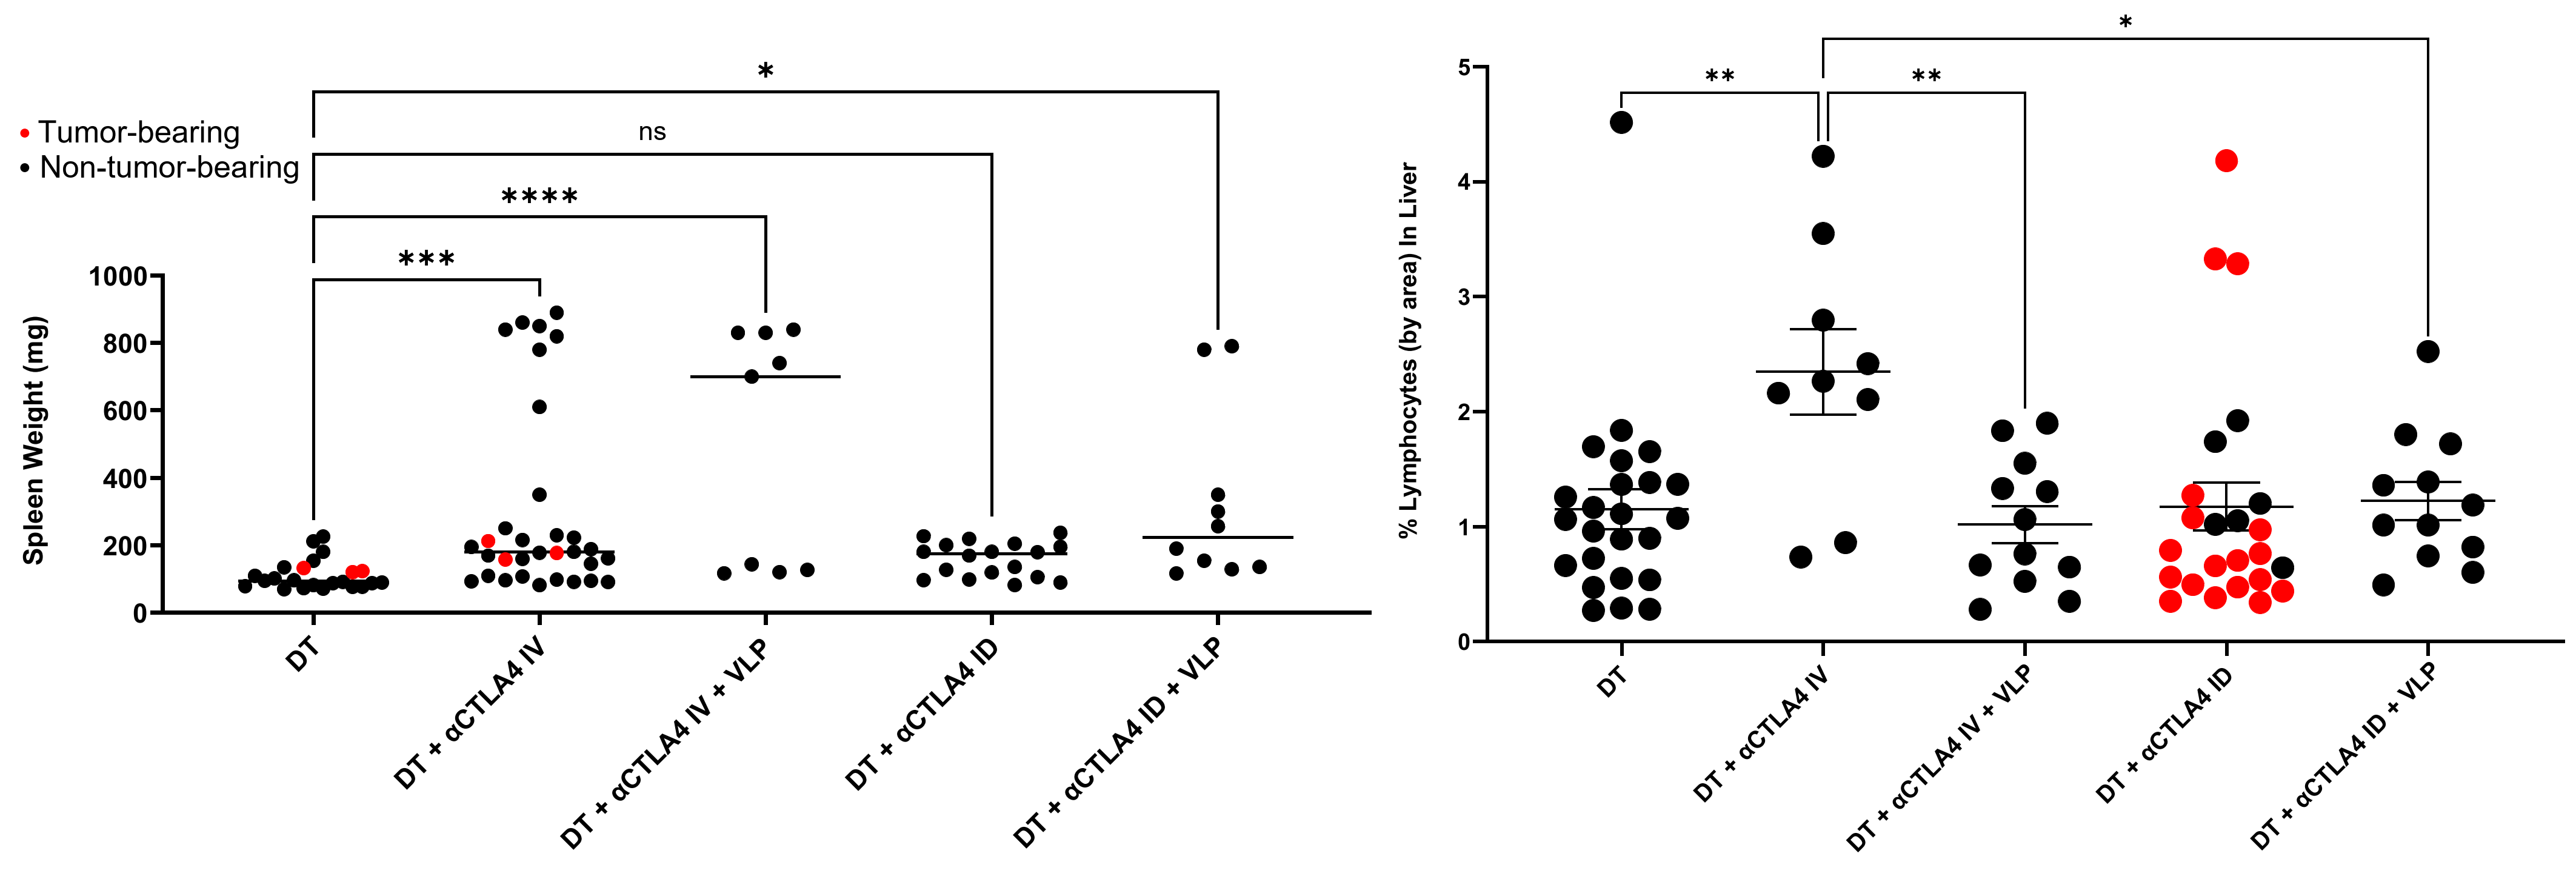 Tumor-bearing
Non-tumor-bearing
*
ns
****
***
Spleen Weight (mg)
1000
800
600
400
200
0
DT
DT + αCTLA4 IV
DT + αCTLA4 IV + VLP
DT + αCTLA4 ID
DT + αCTLA4 ID + VLP
*
**
**
% Lymphocytes (by area) In Liver
5
4
3
2
1
0
DT
DT + αCTLA4 IV
DT + αCTLA4 IV + VLP
DT + αCTLA4 ID
DT + αCTLA4 ID + VLP